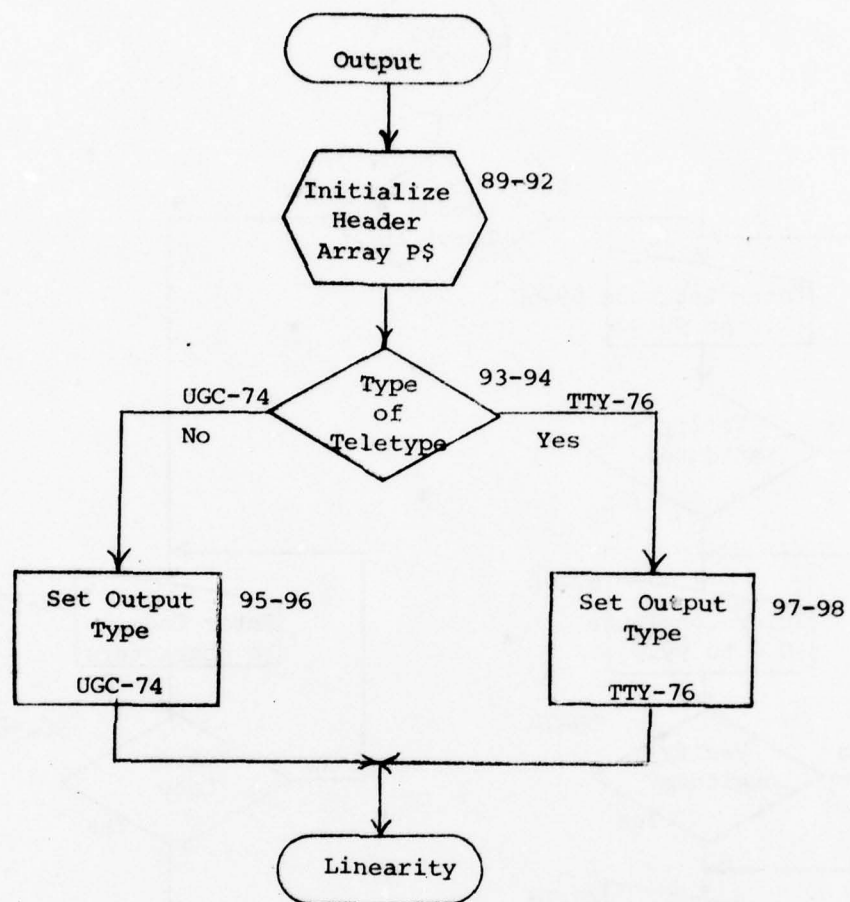 Output
Initialize
Header
Array P$
89-92
Type
of
Teletype
93-94
UGC-74
No
TTY-76
Yes
Set Output
Type
UGC-74
95-96
Set Output
Type
TTY-76
97-98
Linearity